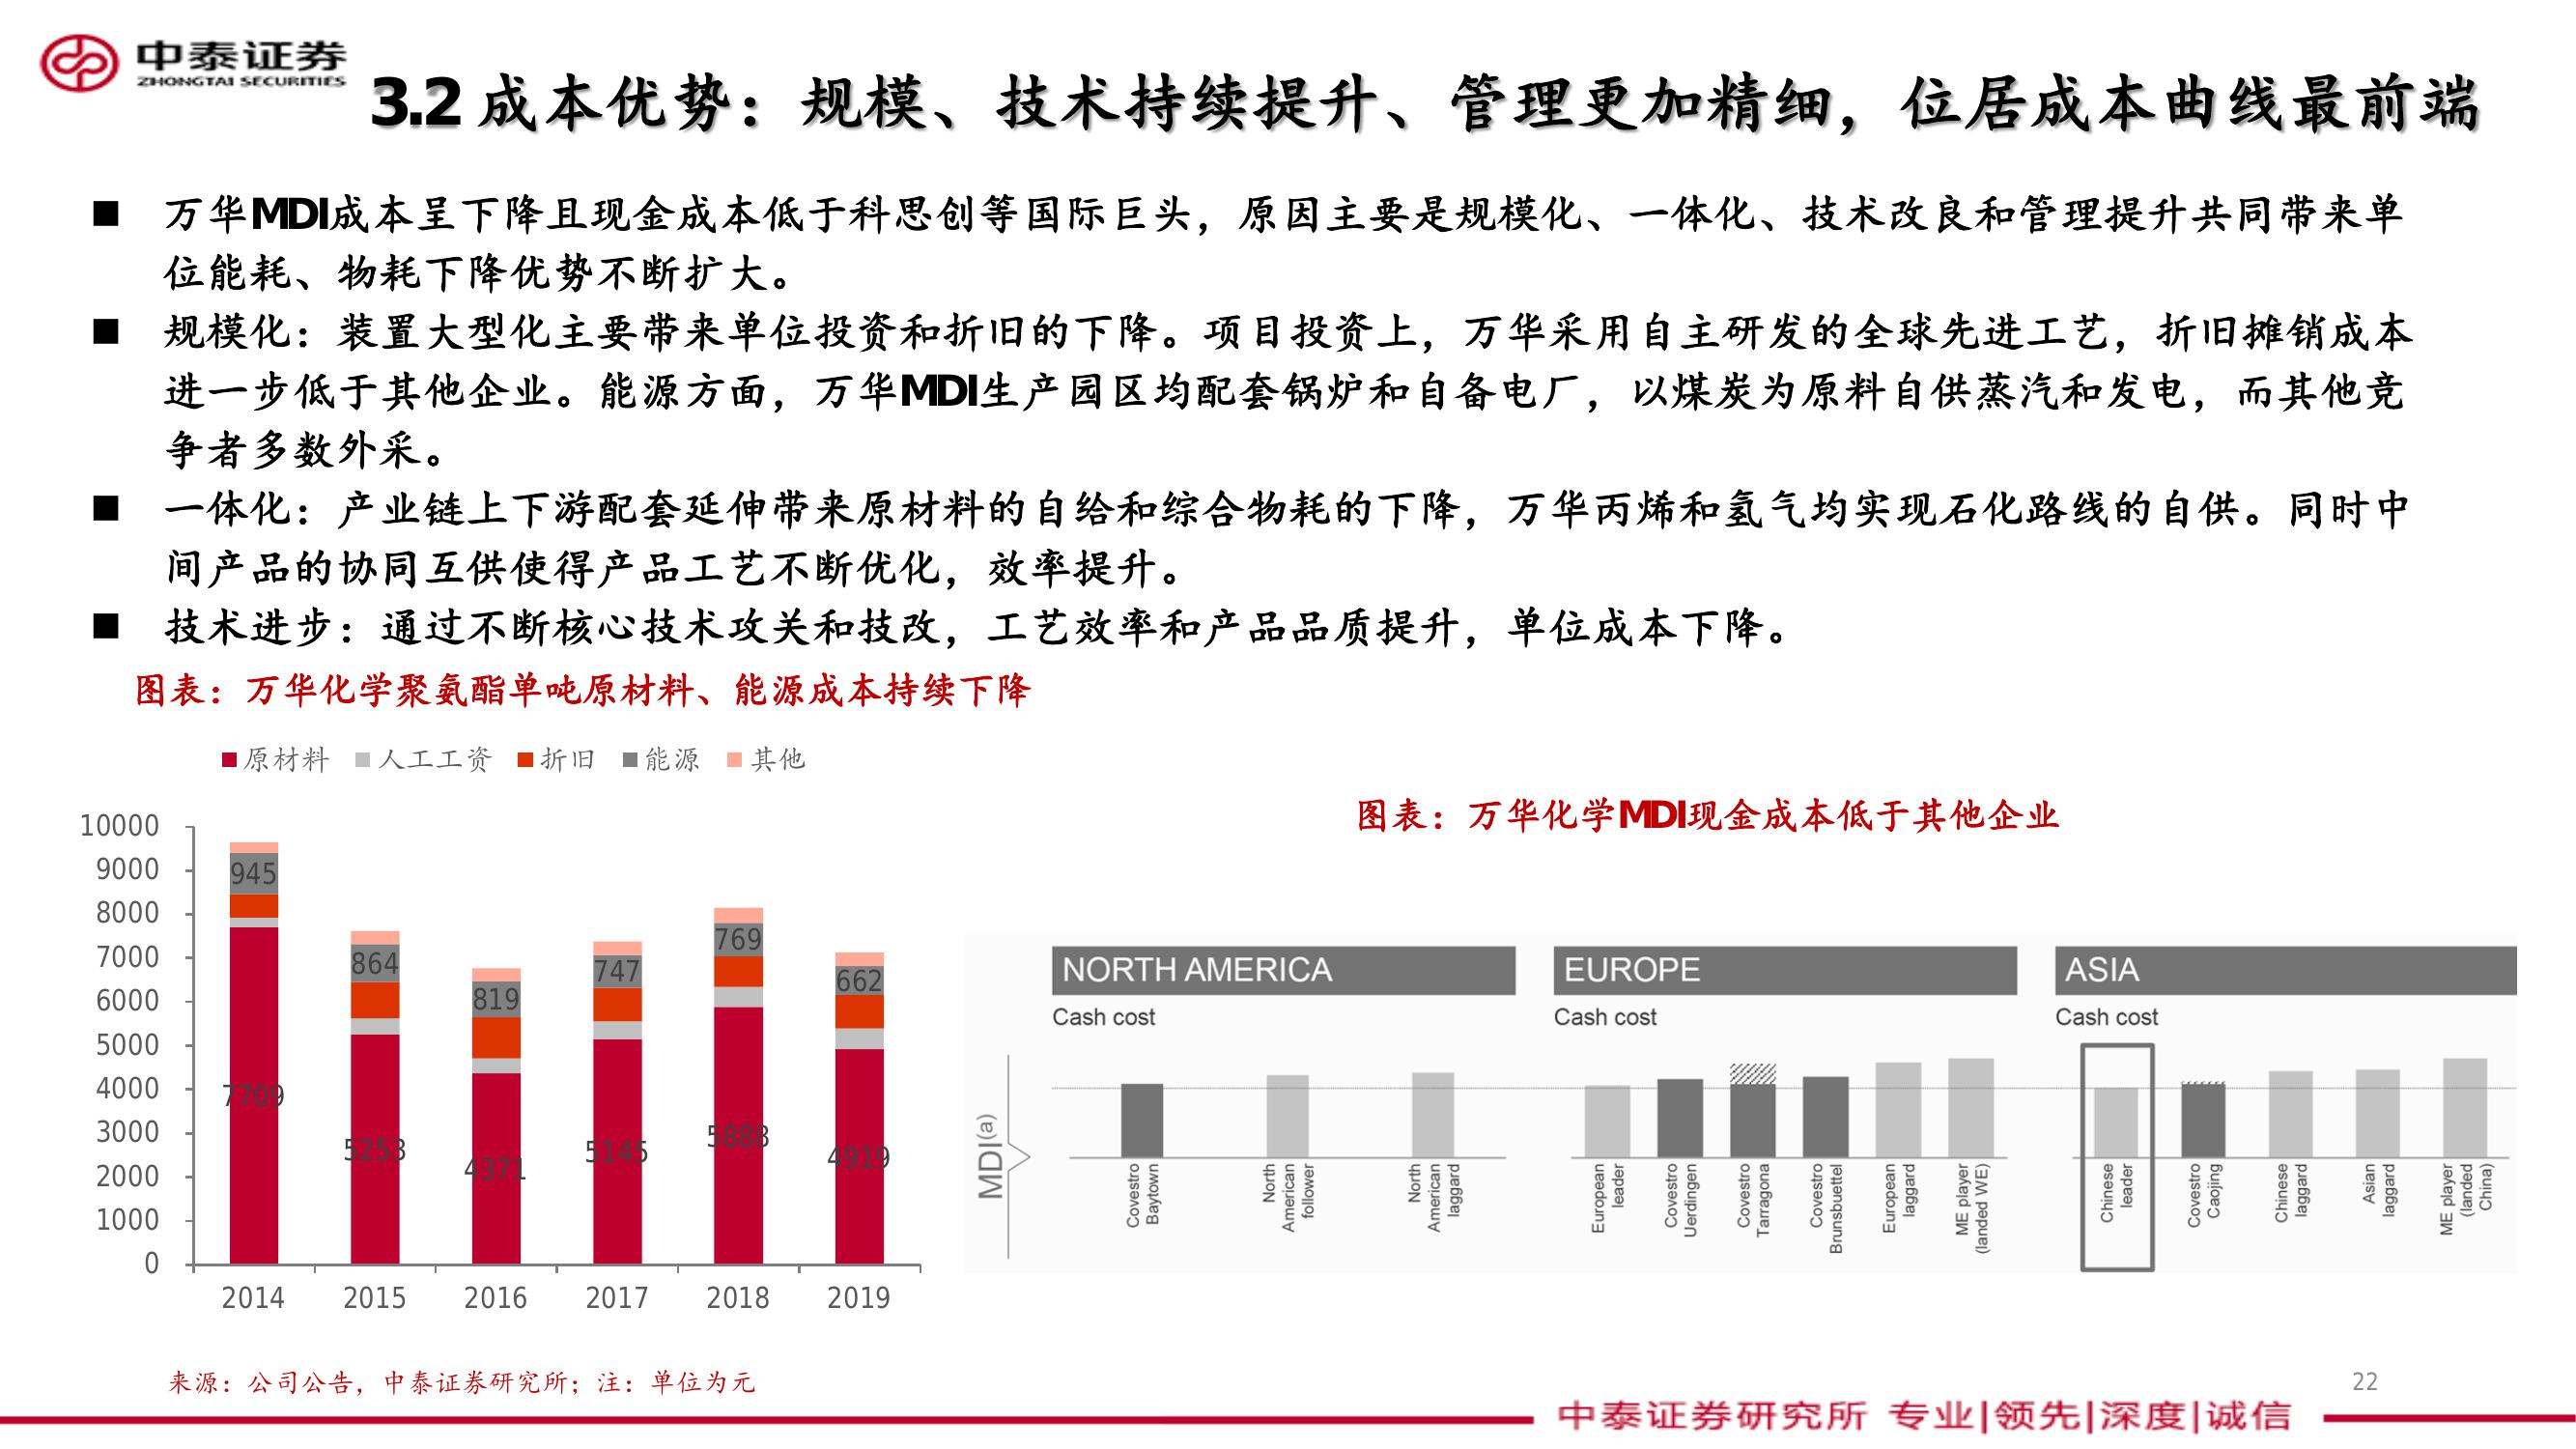 中泰证券
ZHONGTAI SECURITIES
3.2成本优势：规模、技术持续提升、管理更加精细，位居成本曲线最前端
■ 万华MDI成本呈下降且现金成本低于科思创等国际巨头，原因主要是规模化、一体化、技术改良和管理提升共同带来单
位能耗、物耗下降优势不断扩大。
■ 规模化：装置大型化主要带来单位投资和折旧的下降。项目投资上，万华采用自主研发的全球先进工艺，折旧摊销成本
进一步低于其他企业。能源方面，万华MDI生产园区均配套锅炉和自备电厂，以煤炭为原料自供蒸汽和发电，而其他竞
争者多数外采。
■ 一体化：产业链上下游配套延伸带来原材料的自给和综合物耗的下降，万华丙烯和氢气均实现石化路线的自供。同时中
间产品的协同互供使得产品工艺不断优化，效率提升。
■ 技术进步：通过不断核心技术攻关和技改，工艺效率和产品品质提升，单位成本下降。
图表：万华化学聚氨酯单吨原材料、能源成本持续下降
原材料 人工工资 折旧 能源 其他
10000
9000
8000
7000
6000
5000
4000
3000
2000
1000
0
945
864
819
747
769
662
7709
5253
4371
5145
5888
4919
2014 2015 2016 2017 2018 2019
图表：万华化学MDI现金成本低于其他企业
MDI(a)
NORTH AMERICA
Cash cost
Covestro
Baytown
North
American
follower
North
American
laggard
EUROPE
Cash cost
European
leader
Covestro
Uerdingen
Covestro
Tarragona
Covestro
Brunsbuettel
European
laggard
ME player
(landed WE)
ASIA
Cash cost
Chinese
leader
Covestro
Caojing
Chinese
laggard
Asian
laggard
ME player
(landed
China)
来源：公司公告，中泰证券研究所；注：单位为元
22
中泰证券研究所 专业|领先|深度|诚信